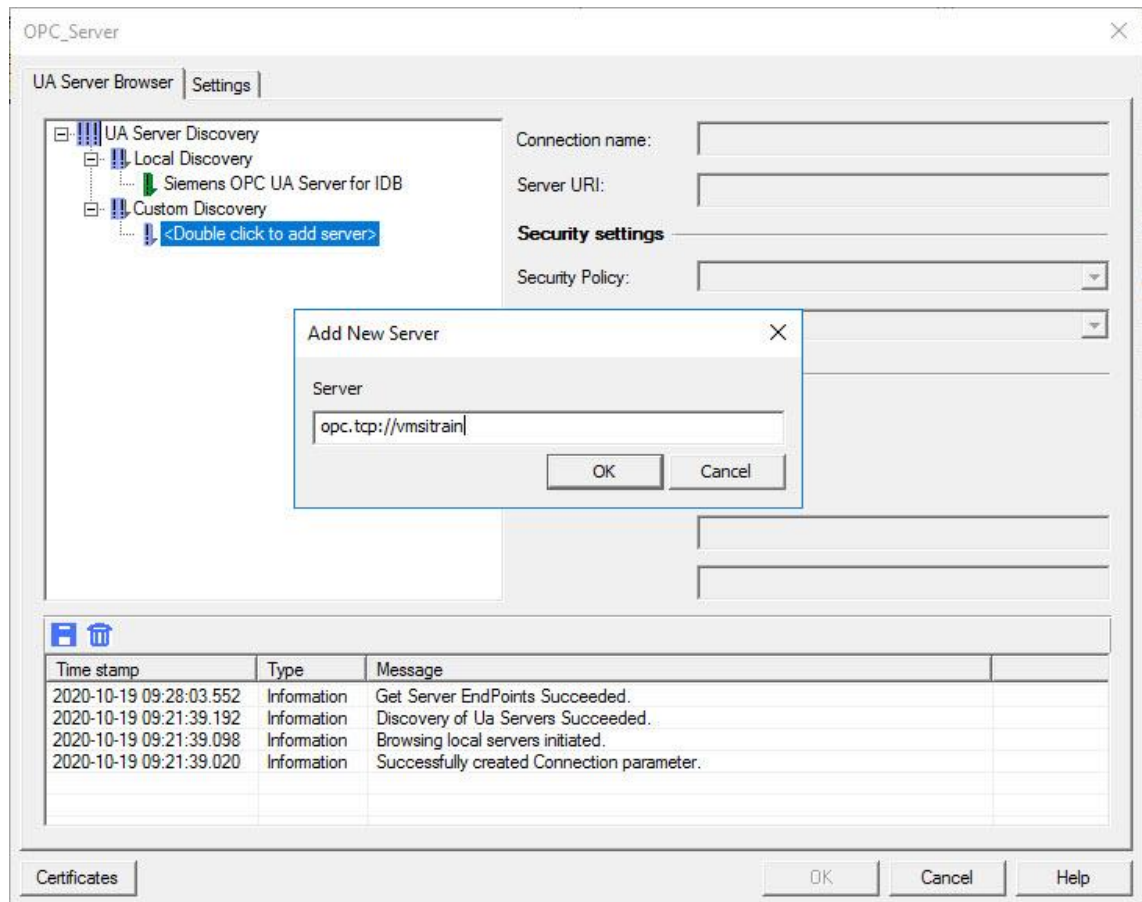 OPC_Server
UA Server Browser
Settings
UA Server Discovery
Local Discovery
Siemens OPC UA Server for IDB
Custom Discovery
<Double click to add server>
Connection name:
Server URI:
Security settings
Security Policy:
Add New Server
Server
opc.tcp://vmsitrain
OK Cancel
Time stamp Type Message
2020-10-19 09:28:03.552 Information Get Server EndPoints Succeeded.
2020-10-19 09:21:39.192 Information Discovery of Ua Servers Succeeded.
2020-10-19 09:21:39.098 Information Browsing local servers initiated.
2020-10-19 09:21:39.020 Information Successfully created Connection parameter.
Certificates OK Cancel Help